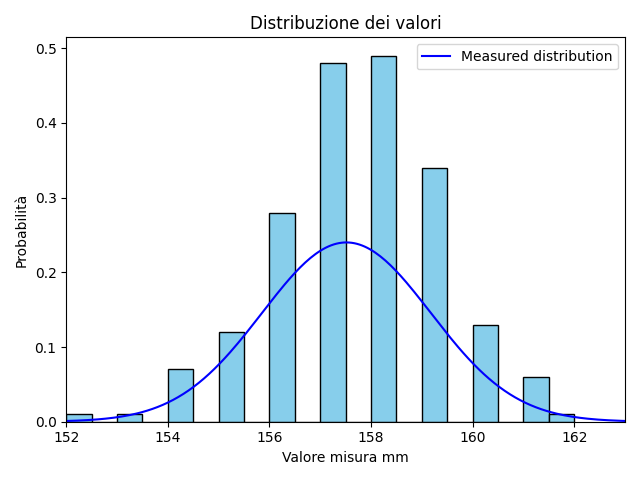 Distribuzione dei valori
Measured distribution
Probabilità
0.5
0.4
0.3
0.2
0.1
0.0
152 154 156 158 160 162
Valore misura mm